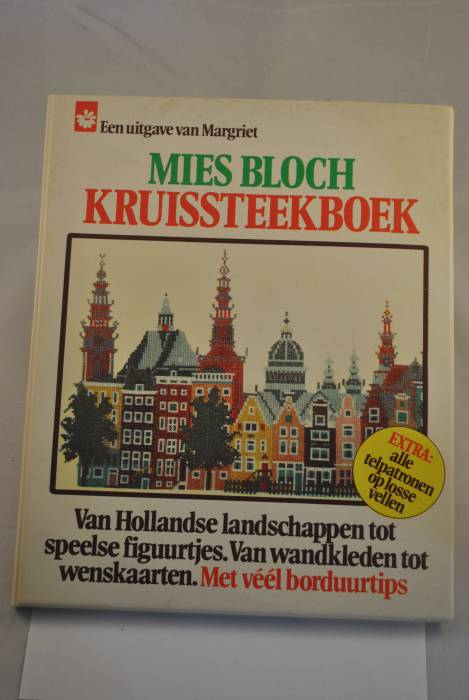 Een uitgave van Margriet
MIES BLOCH
KRUISSTEEKBOEK
EXTRA:
alle
telpatronen
op losse
vellen
Van Hollandse landschappen tot
speelse figuurtjes. Van wandkleden tot
wenskaarten. Met véél borduurtips